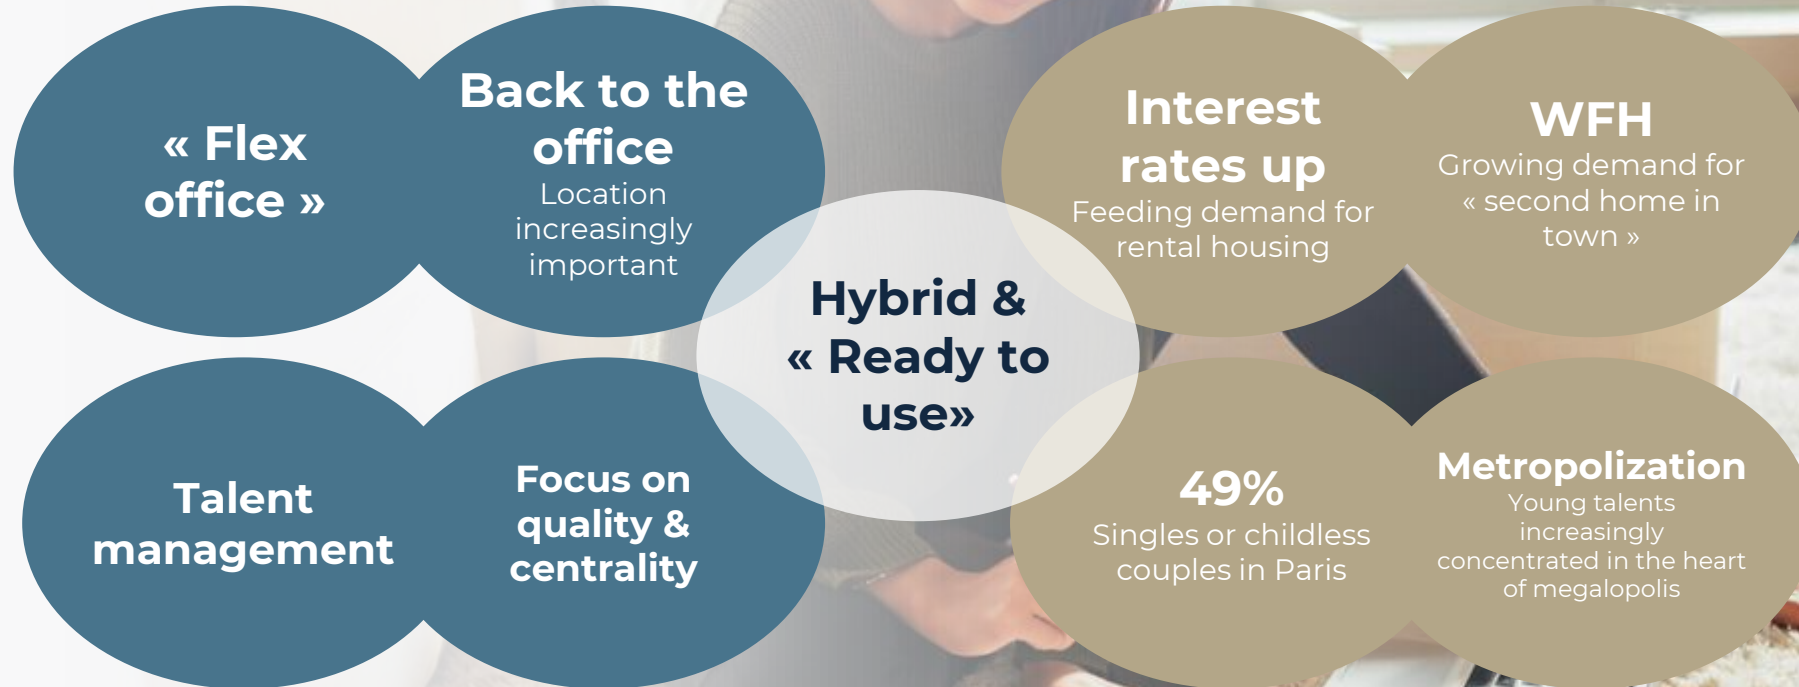 « Flex
office »
Back to the
office
Location
increasingly
important
Talent
management
Focus on
quality &
centrality
Hybrid &
« Ready to
use»
Interest
rates up
Feeding demand for
rental housing
WFH
Growing demand for
« second home in
town »
49%
Singles or childless
couples in Paris
Metropolization
Young talents
increasingly
concentrated in the heart
of megalopolis